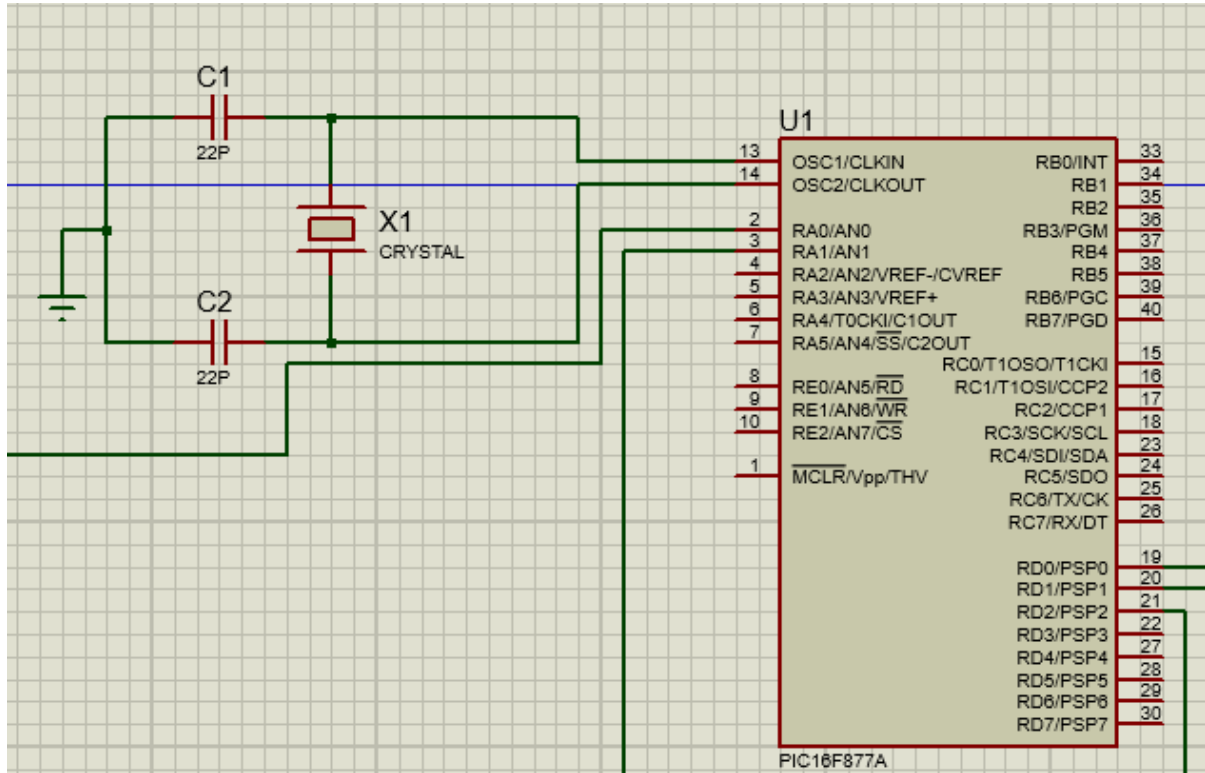 C1
22P
X1
CRYSTAL
C2
22P
U1
13 OSC1/CLKIN
14 OSC2/CLKOUT
2 RA0/AN0
3 RA1/AN1
4 RA2/AN2/VREF-/CVREF
5 RA3/AN3/VREF+
6 RA4/T0CKI/C1OUT
7 RA5/AN4/SS/C2OUT
8 RE0/AN5/RD
9 RE1/AN6/WR
10 RE2/AN7/CS
1 MCLR/Vpp/THV
RB0/INT 33
RB1 34
RB2 35
RB3/PGM 36
RB4 37
RB5 38
RB6/PGC 39
RB7/PGD 40
RC0/T1OSO/T1CKI 15
RC1/T1OSI/CCP2 16
RC2/CCP1 17
RC3/SCK/SCL 18
RC4/SDI/SDA 23
RC5/SDO 24
RC6/TX/CK 25
RC7/RX/DT 26
RD0/PSP0 19
RD1/PSP1 20
RD2/PSP2 21
RD3/PSP3 22
RD4/PSP4 27
RD5/PSP5 28
RD6/PSP6 29
RD7/PSP7 30
PIC16F877A